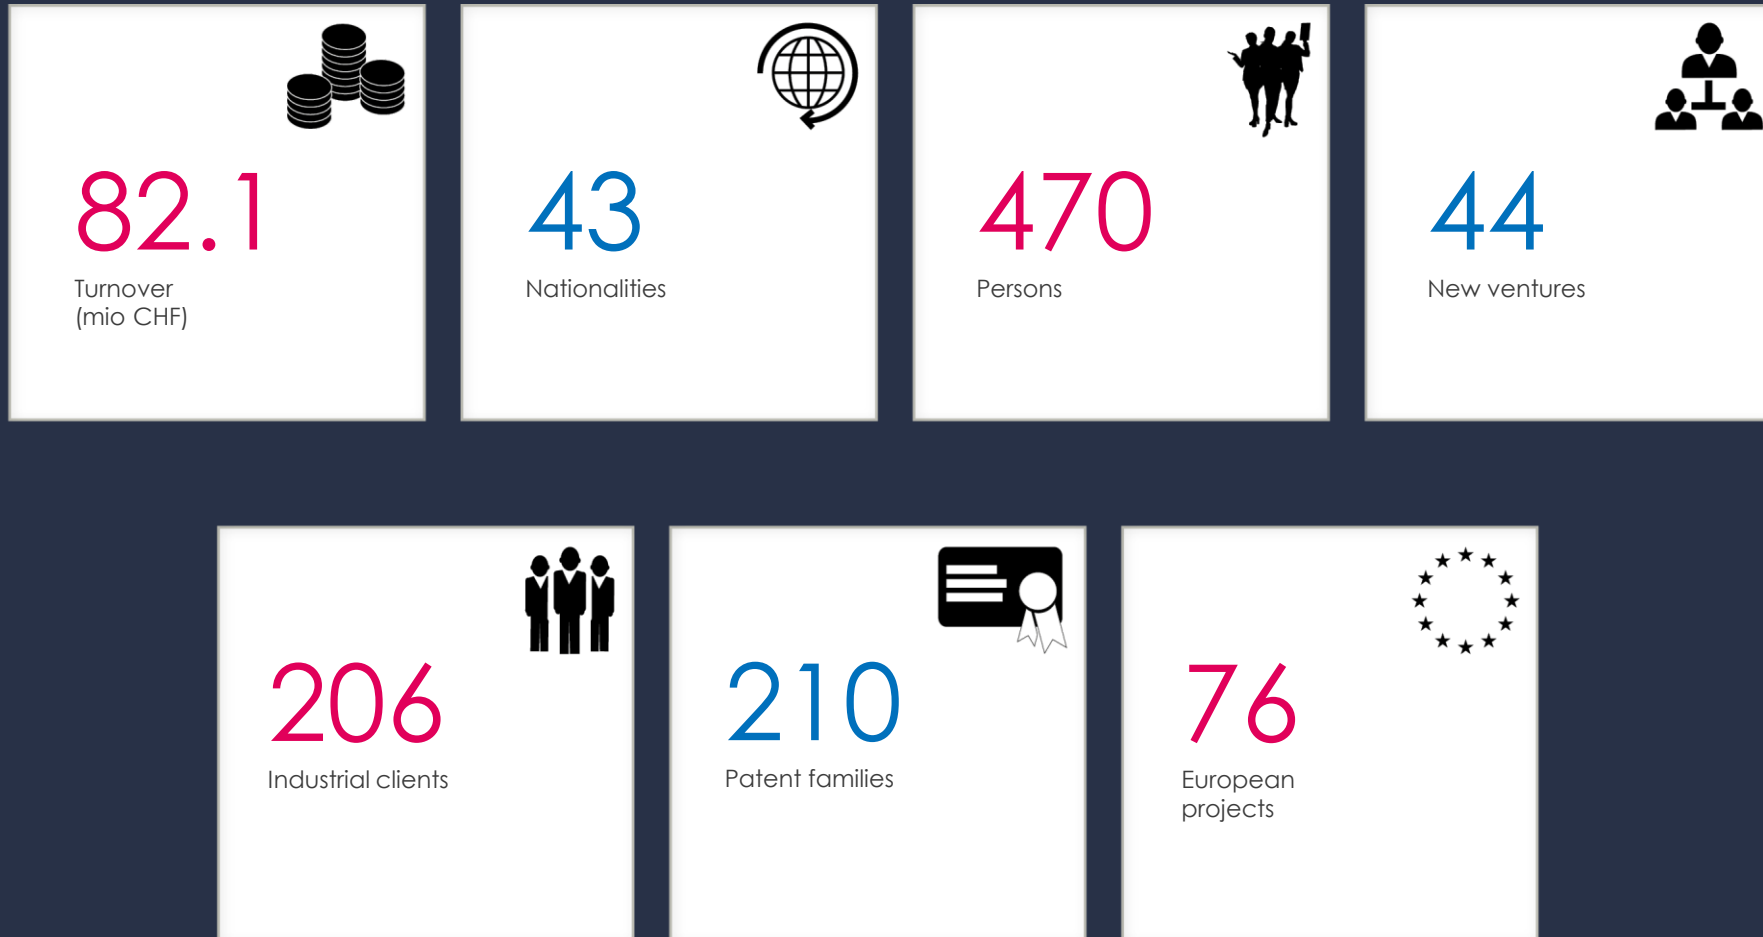 82.1
Turnover
(mio CHF)
43
Nationalities
470
Persons
44
New ventures
206
Industrial clients
210
Patent families
76
European
projects